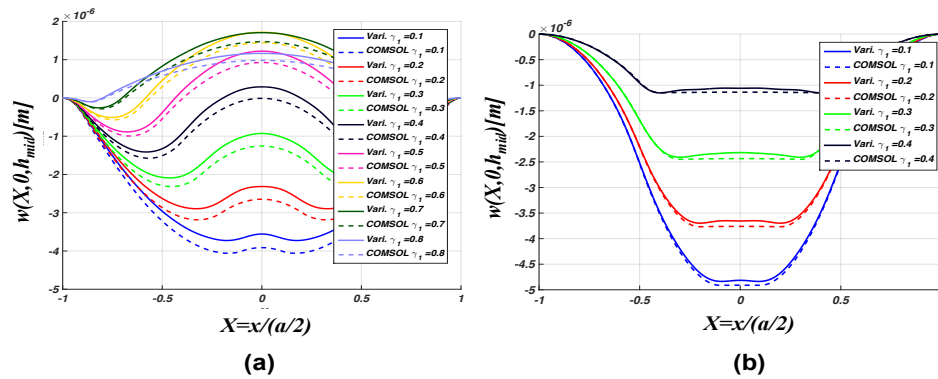 ×10⁻⁶
2
1
0
-1
-2
-3
-4
-5
w(X,0,h_mid)[m]
-1
-0.5
0
0.5
1
X=x/(a/2)
Vari. γ₁=0.1
COMSOL γ₁=0.1
Vari. γ₁=0.2
COMSOL γ₁=0.2
Vari. γ₁=0.3
COMSOL γ₁=0.3
Vari. γ₁=0.4
COMSOL γ₁=0.4
Vari. γ₁=0.5
COMSOL γ₁=0.5
Vari. γ₁=0.6
COMSOL γ₁=0.6
Vari. γ₁=0.7
COMSOL γ₁=0.7
Vari. γ₁=0.8
COMSOL γ₁=0.8
(a)
×10⁻⁶
0
-0.5
-1
-1.5
-2
-2.5
-3
-3.5
-4
-4.5
-5
w(X,0,h_mid)[m]
-1
-0.5
0
0.5
X=x/(a/2)
Vari. γ₁=0.1
COMSOL γ₁=0.1
Vari. γ₁=0.2
COMSOL γ₁=0.2
Vari. γ₁=0.3
COMSOL γ₁=0.3
Vari. γ₁=0.4
COMSOL γ₁=0.4
(b)